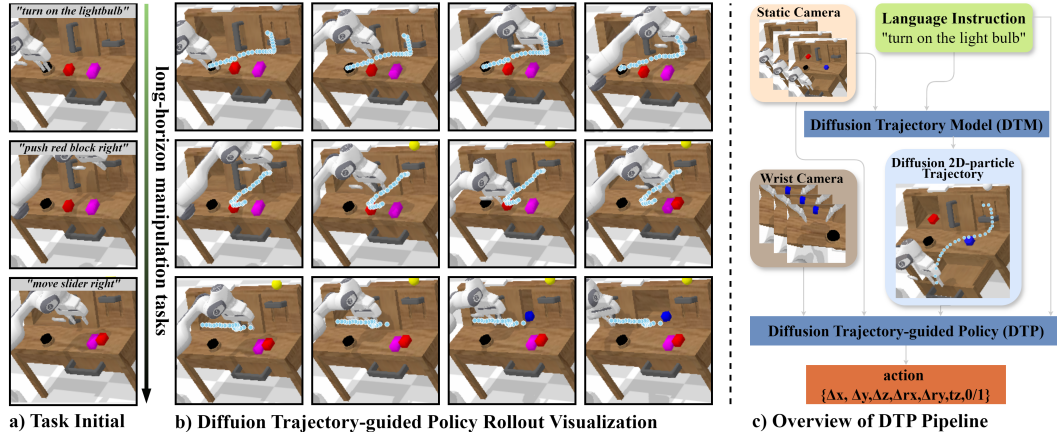 "turn on the lightbulb"
"push red block right"
"move slider right"
long-horizon manipulation tasks
a) Task Initial
b) Diffuion Trajectory-guided Policy Rollout Visualization
Static Camera
Language Instruction
"turn on the light bulb"
Diffusion Trajectory Model (DTM)
Wrist Camera
Diffusion 2D-particle
Trajectory
Diffusion Trajectory-guided Policy (DTP)
action
{Δx, Δy,Δz,Δrx,Δry,tz,0/1}
c) Overview of DTP Pipeline